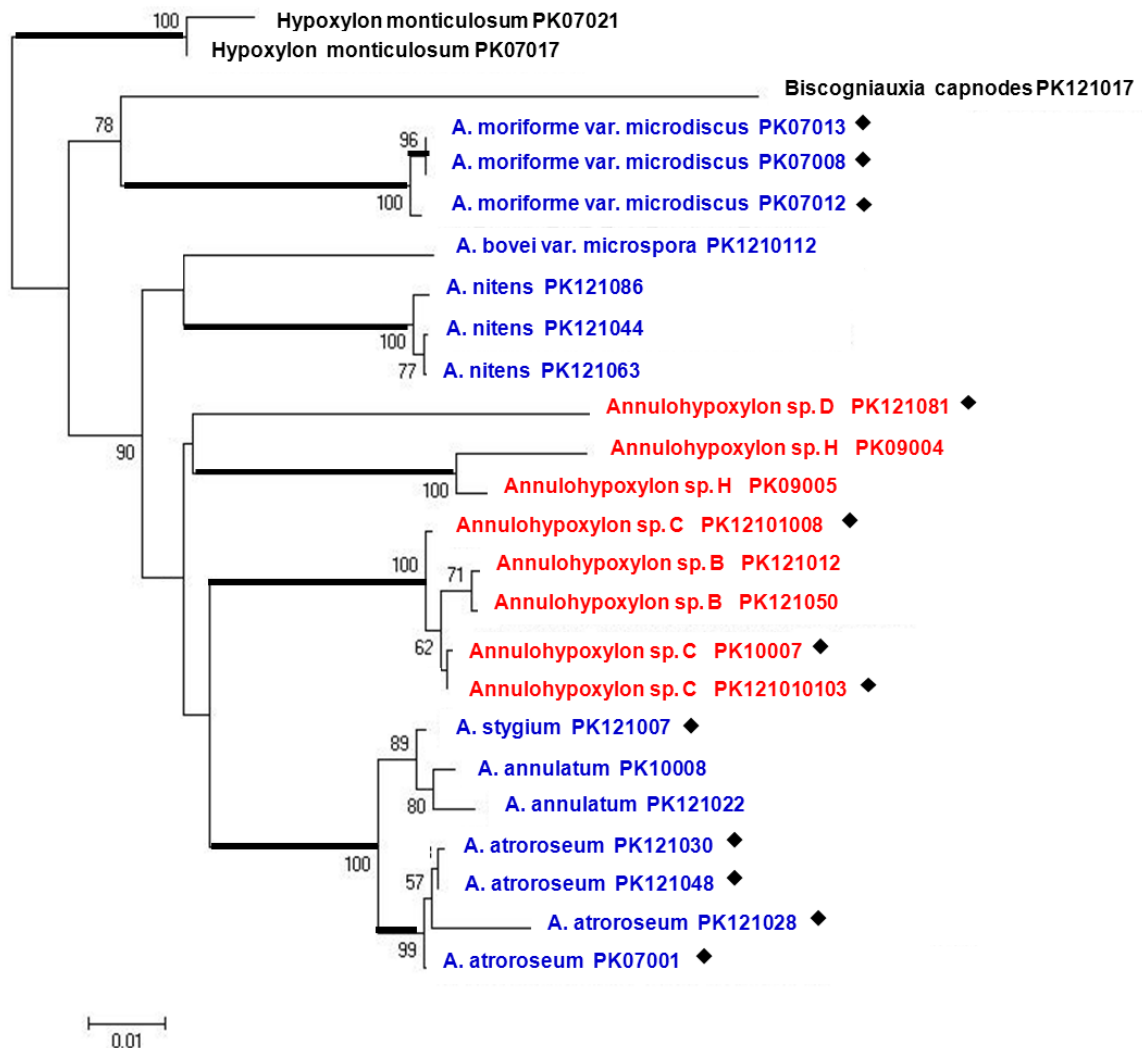 100
Hypoxylon monticulosum PK07021
Hypoxylon monticulosum PK07017
Biscogniauxia capnodes PK121017
78
A. moriforme var. microdiscus PK07013 ◆
96
A. moriforme var. microdiscus PK07008 ◆
100
A. moriforme var. microdiscus PK07012 ◆
A. bovei var. microspora PK1210112
A. nitens PK121086
A. nitens PK121044
100
77
A. nitens PK121063
Annulohypoxylon sp. D PK121081 ◆
90
Annulohypoxylon sp. H PK09004
100
Annulohypoxylon sp. H PK09005
Annulohypoxylon sp. C PK12101008 ◆
100
71
Annulohypoxylon sp. B PK121012
Annulohypoxylon sp. B PK121050
62
Annulohypoxylon sp. C PK10007 ◆
Annulohypoxylon sp. C PK121010103 ◆
A. stygium PK121007 ◆
89
A. annulatum PK10008
80
A. annulatum PK121022
A. atroroseum PK121030 ◆
100
57
A. atroroseum PK121048 ◆
A. atroroseum PK121028 ◆
99
A. atroroseum PK07001 ◆
0.01